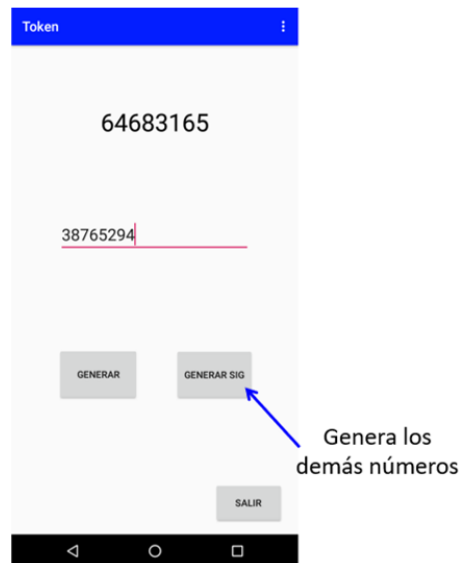 Token
64683165
38765294
GENERAR
GENERAR SIG
Genera los
demás números
SALIR